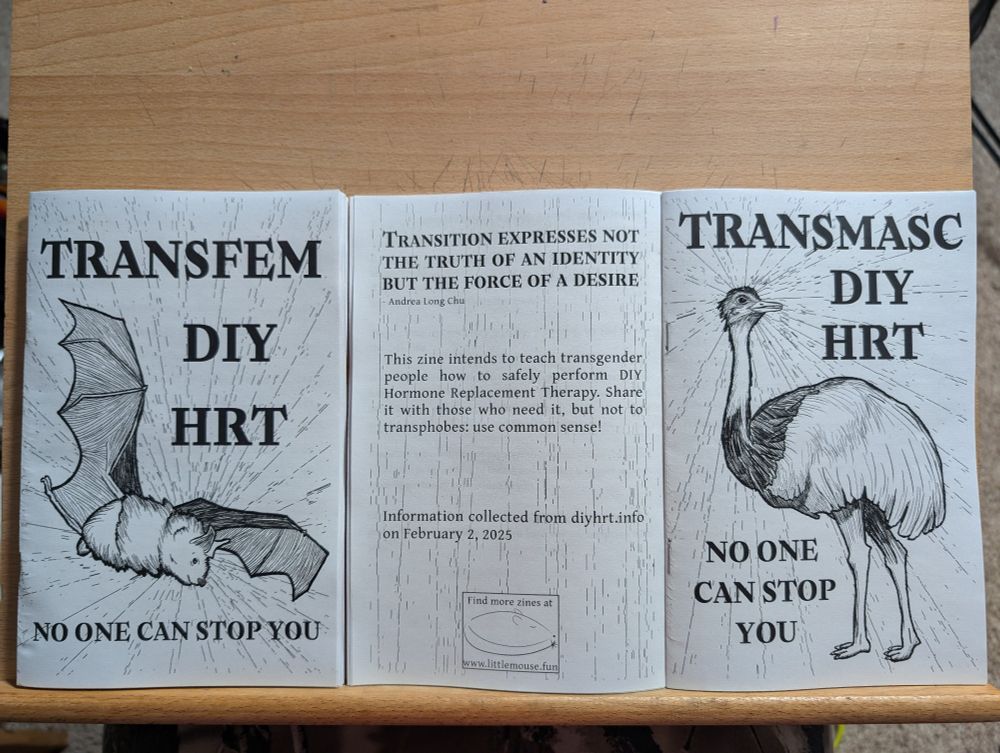 TRANSFEM
DIY
HRT
NO ONE CAN STOP YOU
TRANSITION EXPRESSES NOT
THE TRUTH OF AN IDENTITY
BUT THE FORCE OF A DESIRE
- Andrea Long Chu
This zine intends to teach transgender
people how to safely perform DIY
Hormone Replacement Therapy. Share
it with those who need it, but not to
transphobes: use common sense!
Information collected from diyhrt.info
on February 2, 2025
Find more zines at
www.littlemouse.fun
TRANSMASC
DIY
HRT
NO ONE
CAN STOP
YOU